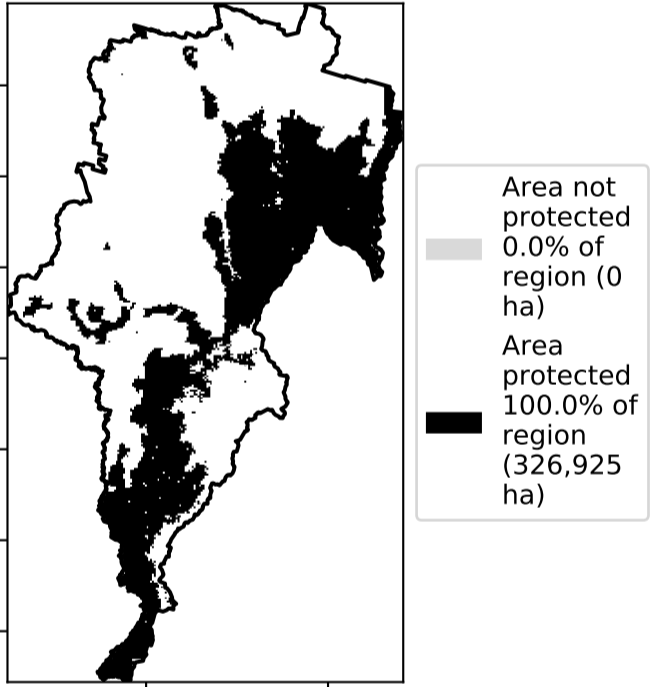 Area not
protected
0.0% of
region (0
ha)
Area
protected
100.0% of
region
(326,925
ha)